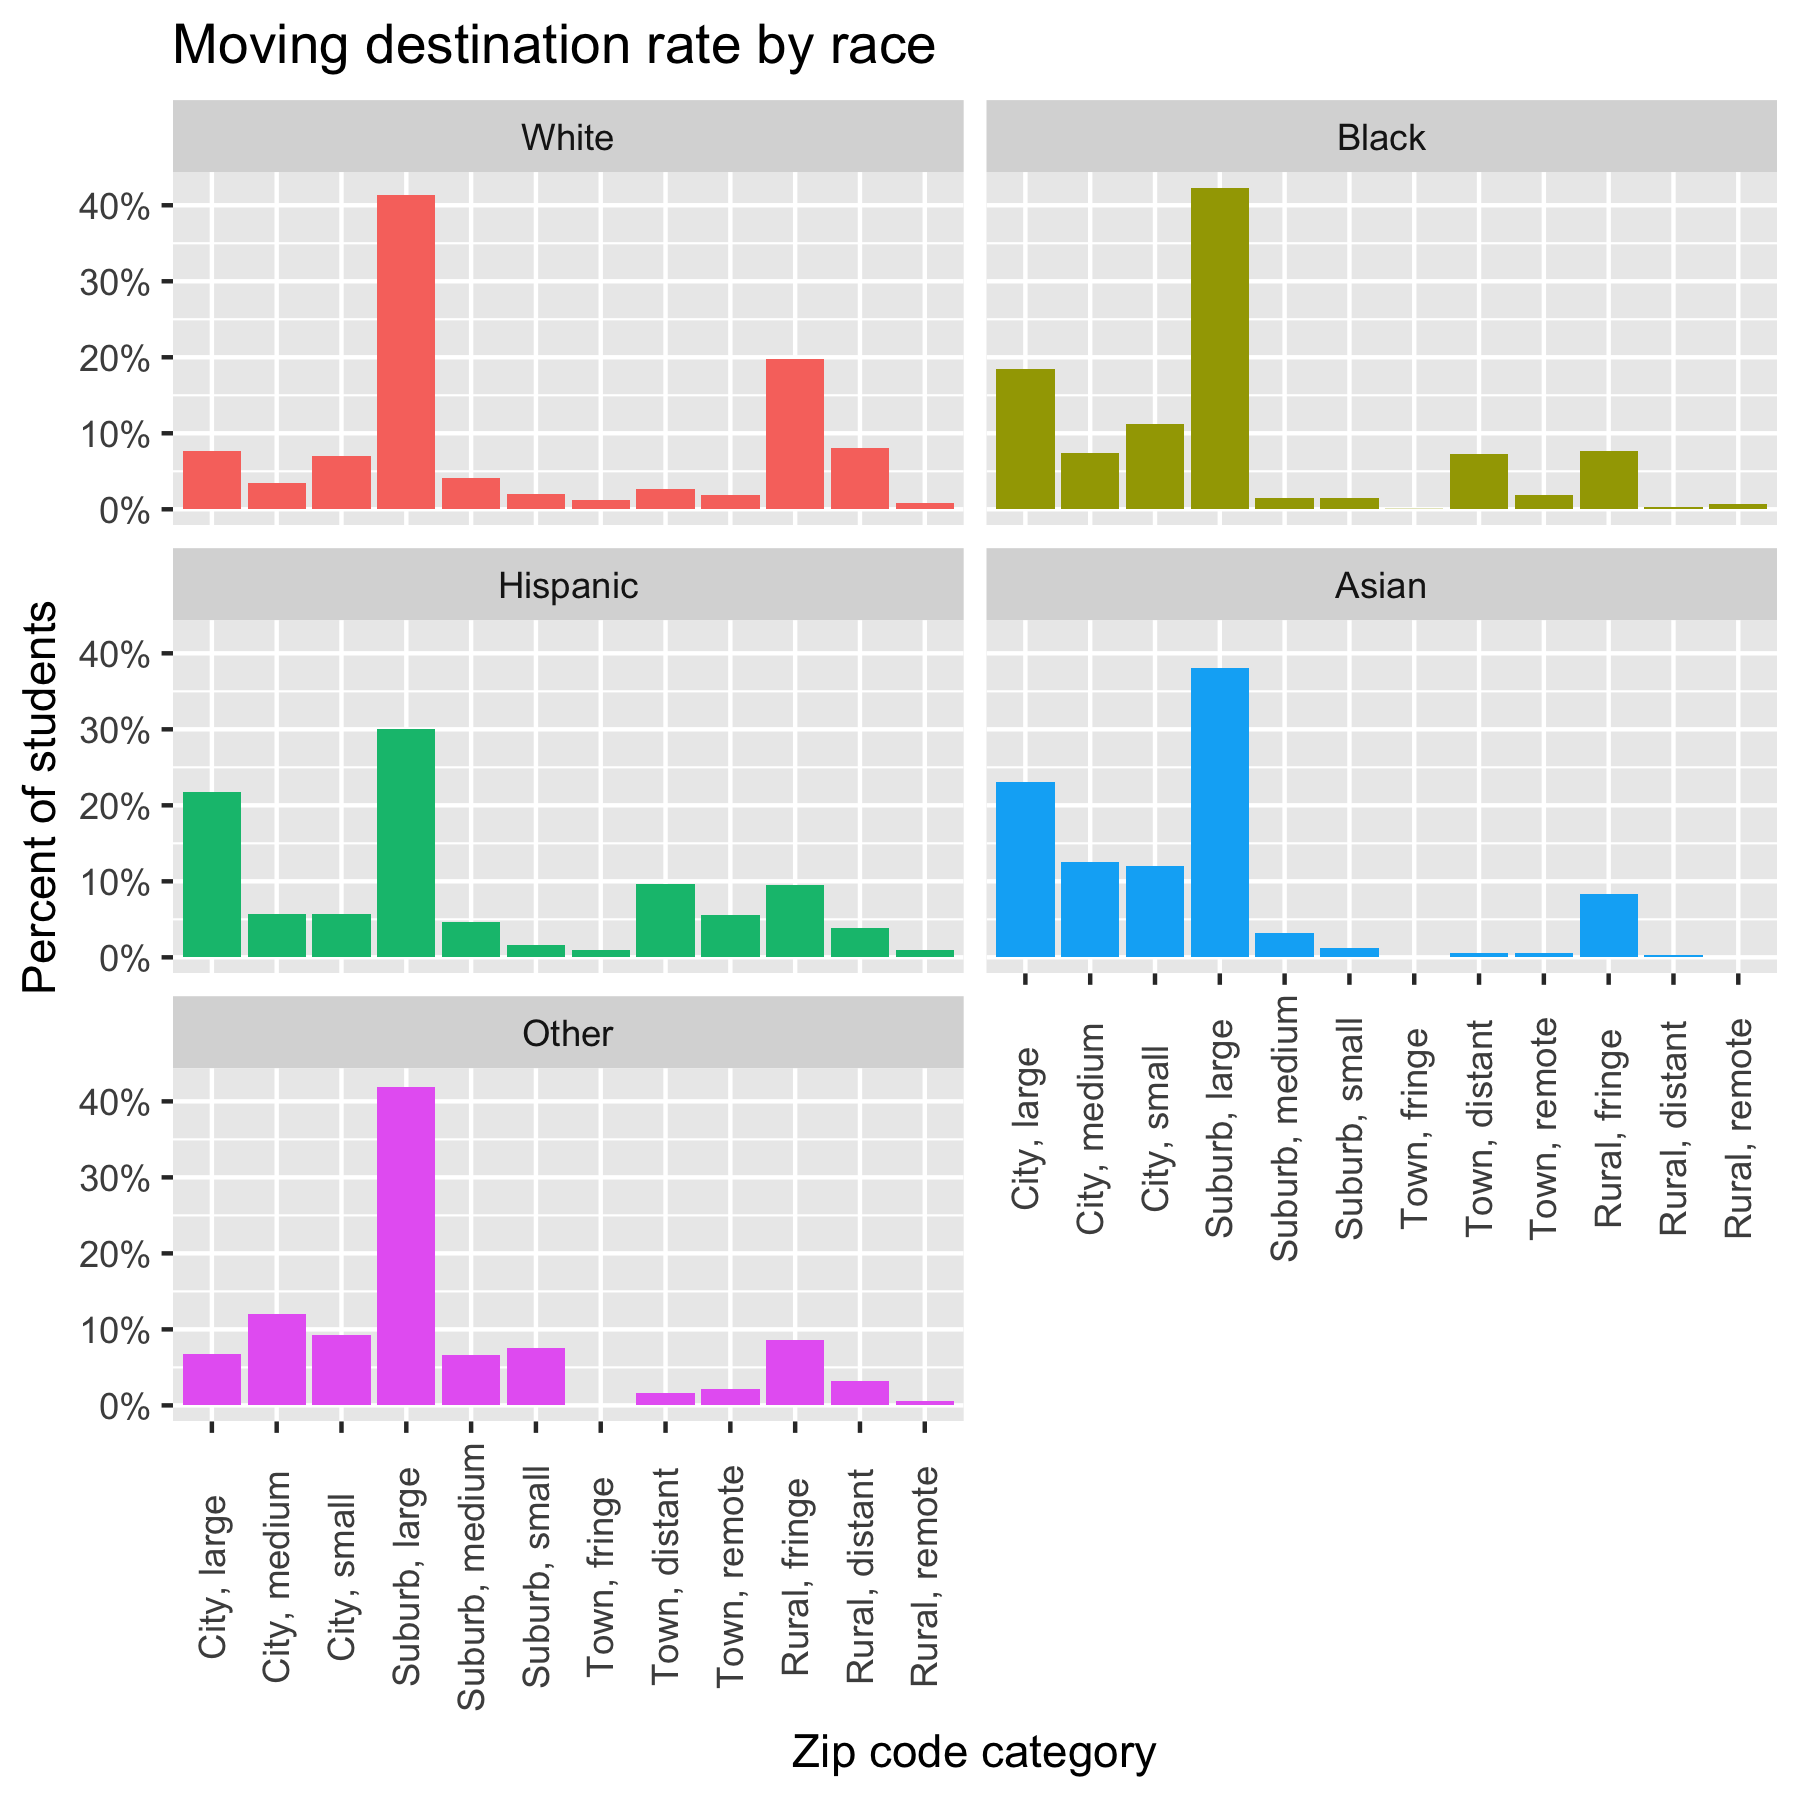 Moving destination rate by race
White
Black
40%
30%
20%
10%
0%
Hispanic
Asian
40%
30%
20%
10%
0%
City, large
City, medium
City, small
Suburb, large
Suburb, medium
Suburb, small
Town, fringe
Town, distant
Town, remote
Rural, fringe
Rural, distant
Rural, remote
Other
40%
30%
20%
10%
0%
City, large
City, medium
City, small
Suburb, large
Suburb, medium
Suburb, small
Town, fringe
Town, distant
Town, remote
Rural, fringe
Rural, distant
Rural, remote
Percent of students
Zip code category